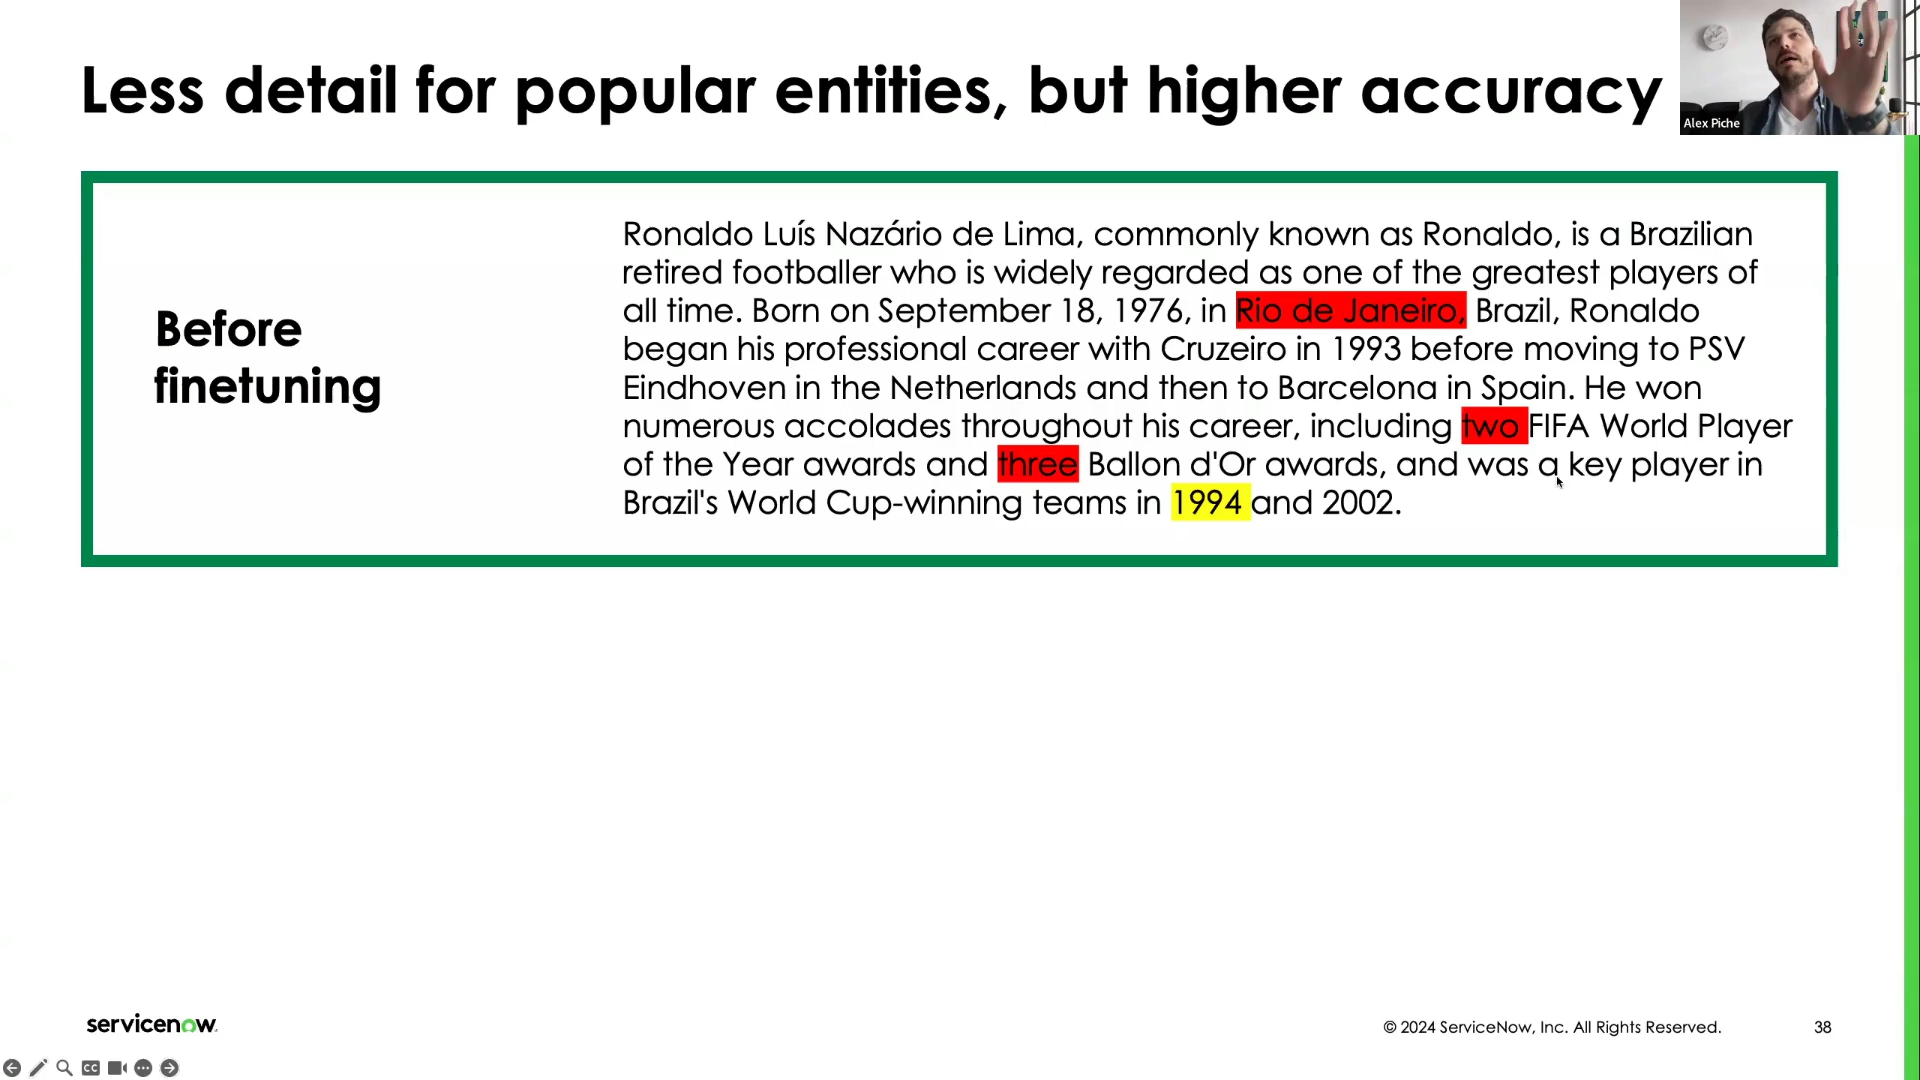 Less detail for popular entities, but higher accuracy
Alex Piche
Before
finetuning
Ronaldo Luís Nazário de Lima, commonly known as Ronaldo, is a Brazilian
retired footballer who is widely regarded as one of the greatest players of
all time. Born on September 18, 1976, in Rio de Janeiro, Brazil, Ronaldo
began his professional career with Cruzeiro in 1993 before moving to PSV
Eindhoven in the Netherlands and then to Barcelona in Spain. He won
numerous accolades throughout his career, including two FIFA World Player
of the Year awards and three Ballon d'Or awards, and was a key player in
Brazil's World Cup-winning teams in 1994 and 2002.
servicenow.
© 2024 ServiceNow, Inc. All Rights Reserved.
38
CC